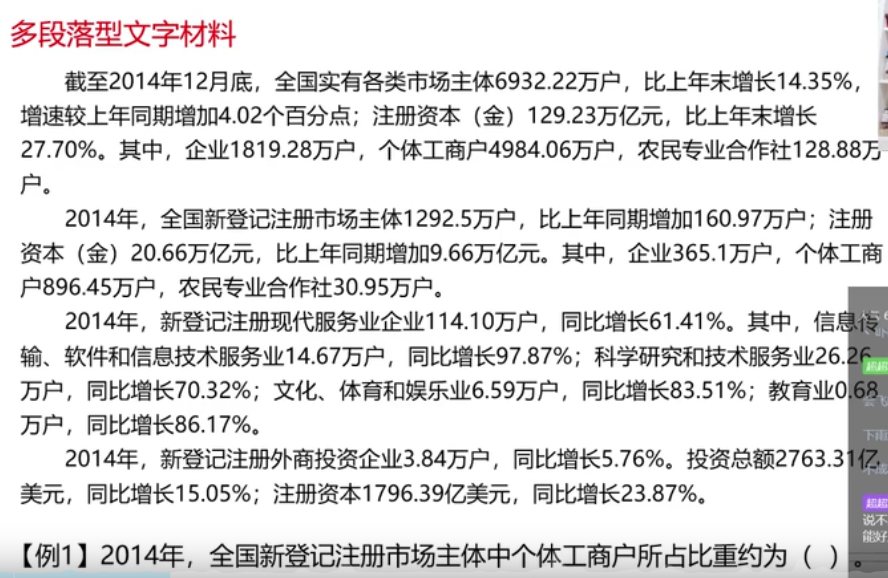 多段落型文字材料
截至2014年12月底，全国实有各类市场主体6932.22万户，比上年末增长14.35%，
增速较上年同期增加4.02个百分点；注册资本（金）129.23万亿元，比上年末增长
27.70%。其中，企业1819.28万户，个体工商户4984.06万户，农民专业合作社128.88万
户。
2014年，全国新登记注册市场主体1292.5万户，比上年同期增加160.97万户；注册
资本（金）20.66万亿元，比上年同期增加9.66万亿元。其中，企业365.1万户，个体工商
户896.45万户，农民专业合作社30.95万户。
2014年，新登记注册现代服务业企业114.10万户，同比增长61.41%。其中，信息传
输、软件和信息技术服务业14.67万户，同比增长97.87%；科学研究和技术服务业26.26
万户，同比增长70.32%；文化、体育和娱乐业6.59万户，同比增长83.51%；教育业0.68
万户，同比增长86.17%。
2014年，新登记注册外商投资企业3.84万户，同比增长5.76%。投资总额2763.31亿
美元，同比增长15.05%；注册资本1796.39亿美元，同比增长23.87%。
【例1】2014年，全国新登记注册市场主体中个体工商户所占比重约为（ ）。
超超
下雨
超超
说不
能好